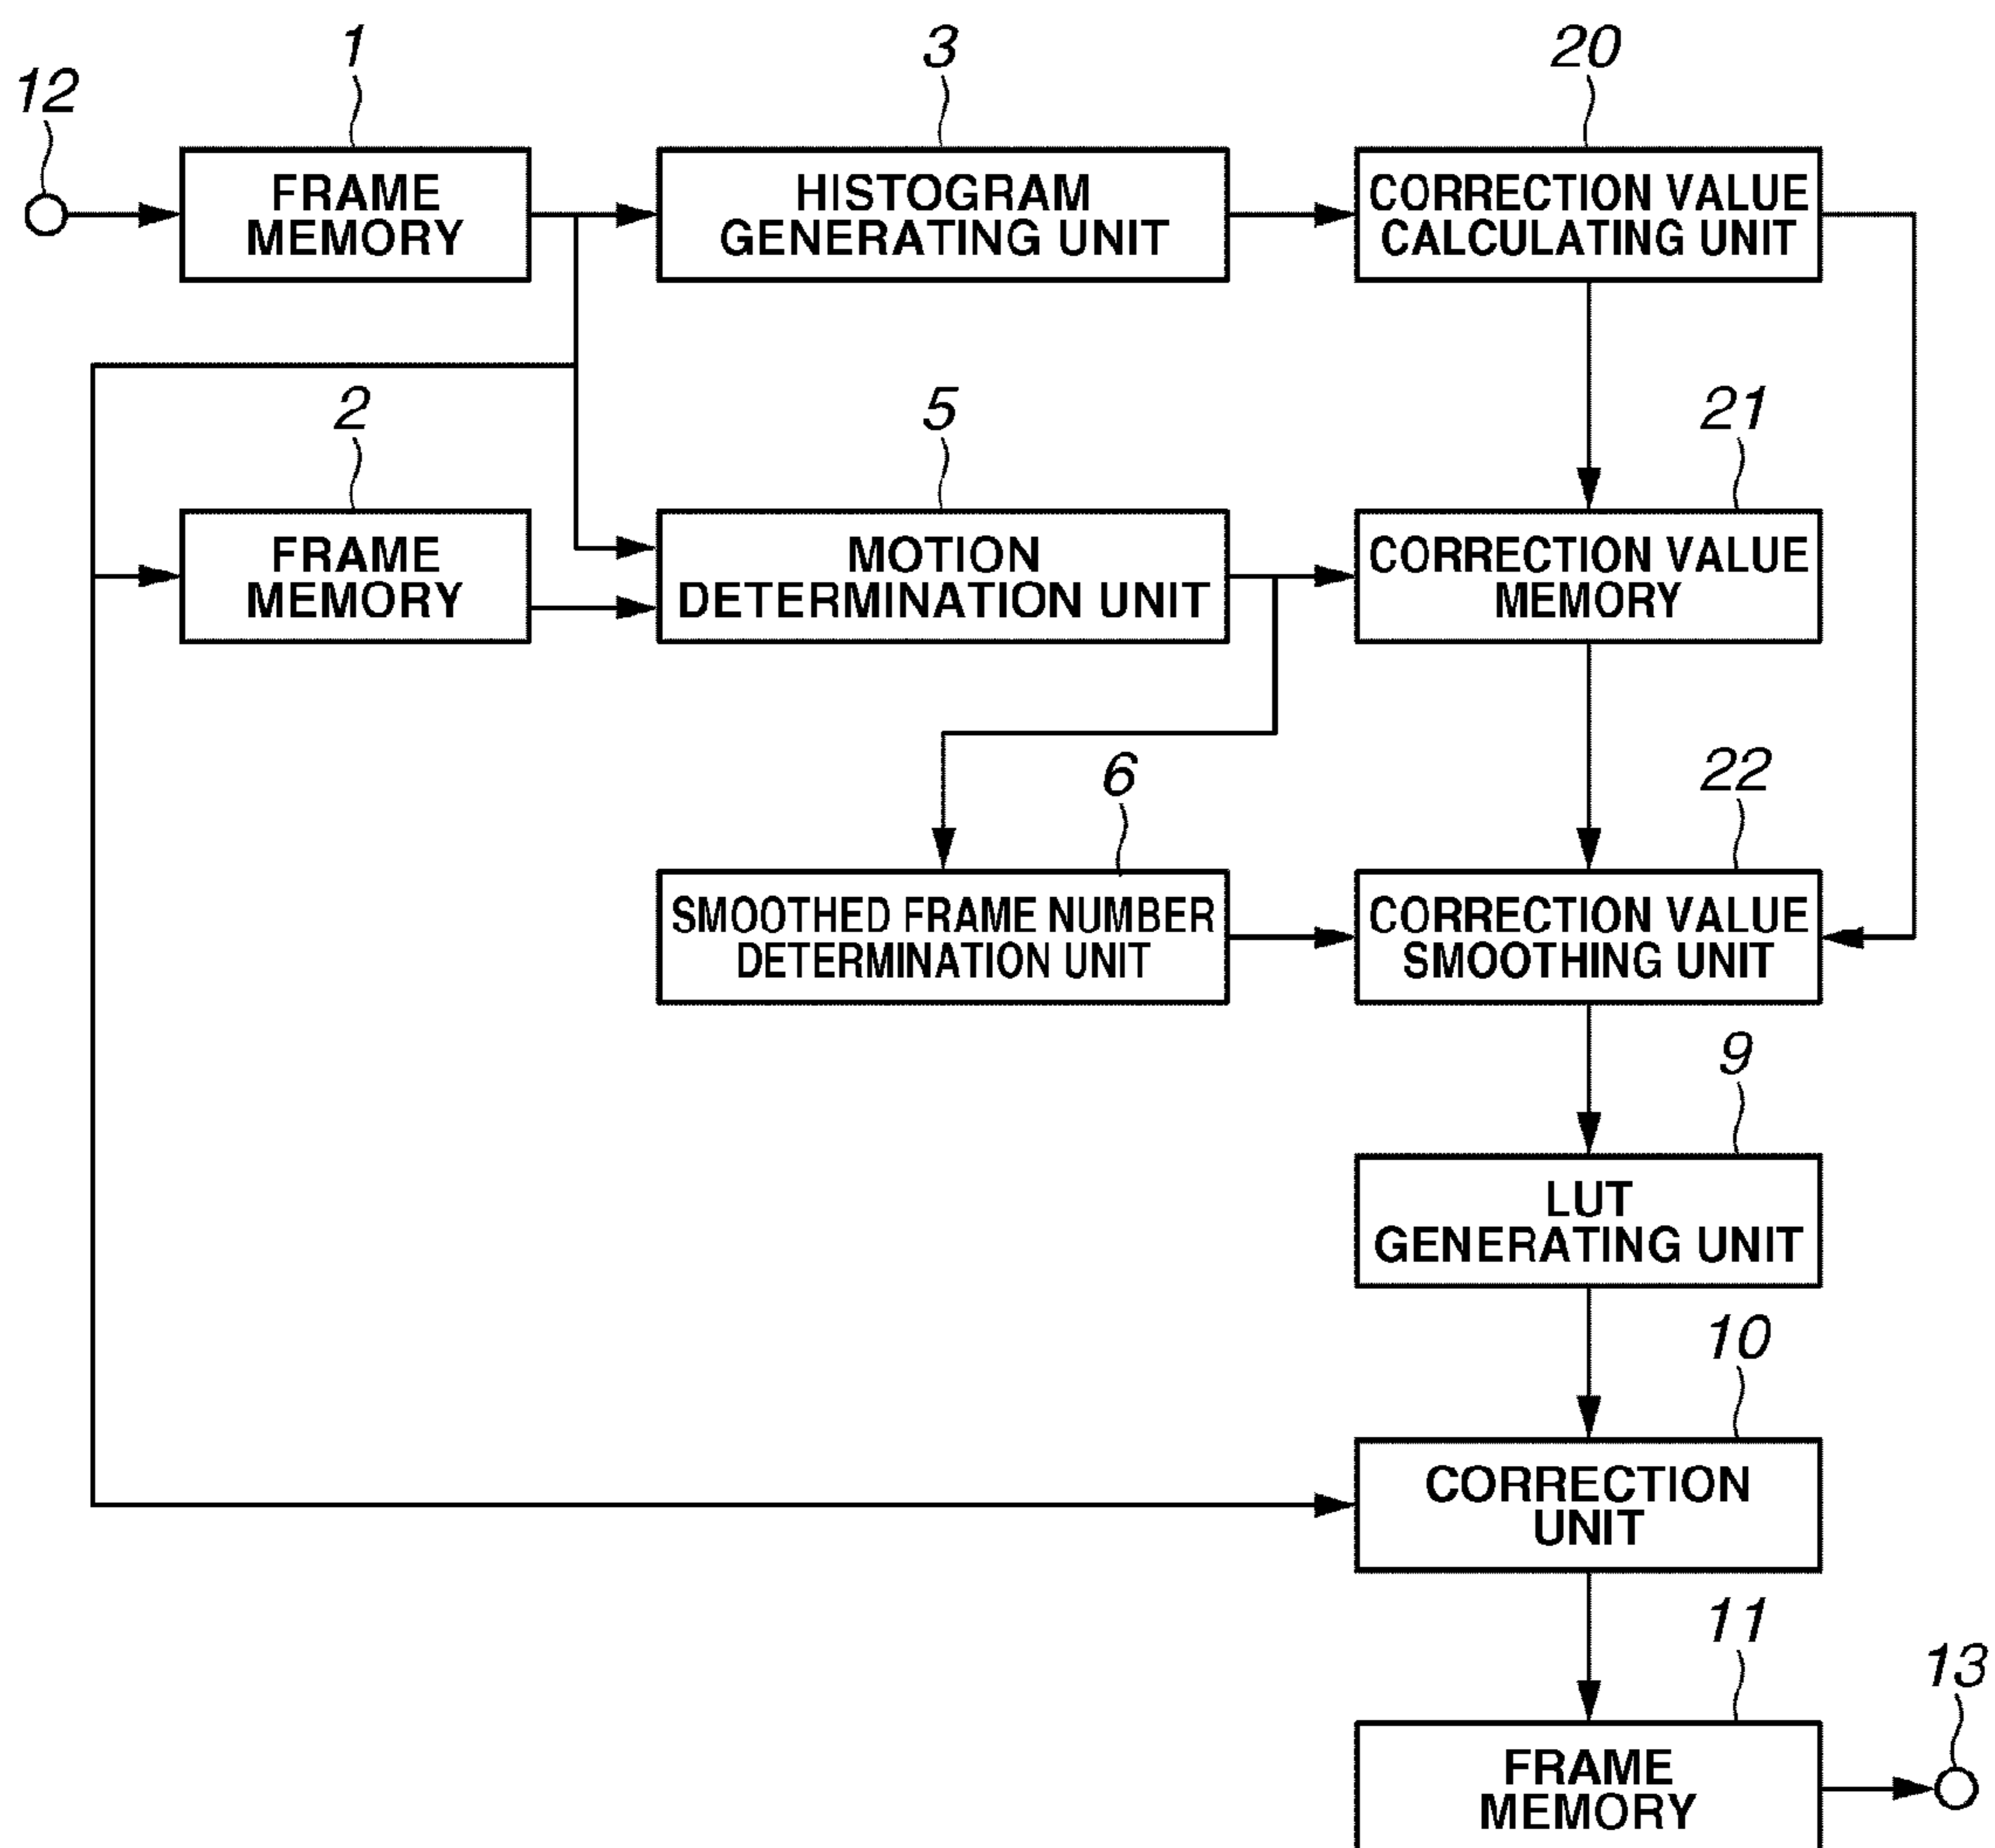 1
3
20
12
FRAME
MEMORY
HISTOGRAM
GENERATING UNIT
CORRECTION VALUE
CALCULATING UNIT
2
5
21
FRAME
MEMORY
MOTION
DETERMINATION UNIT
CORRECTION VALUE
MEMORY
6
22
SMOOTHED FRAME NUMBER
DETERMINATION UNIT
CORRECTION VALUE
SMOOTHING UNIT
9
LUT
GENERATING UNIT
10
CORRECTION
UNIT
11
13
FRAME
MEMORY